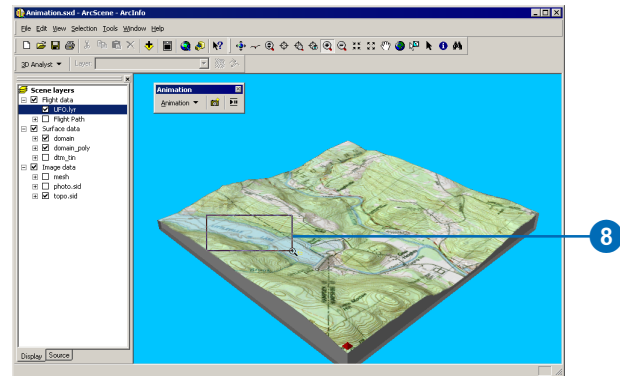 Animation.sxd - ArcScene - ArcInfo
File Edit View Selection Tools Window Help
3D Analyst Layer
Scene layers
Flight data
UFO.lyr
Flight Path
Surface data
domain
domain_poly
dtm_tin
Image data
mesh
photo.sid
topo.sid
Animation
Animation
8
Display Source